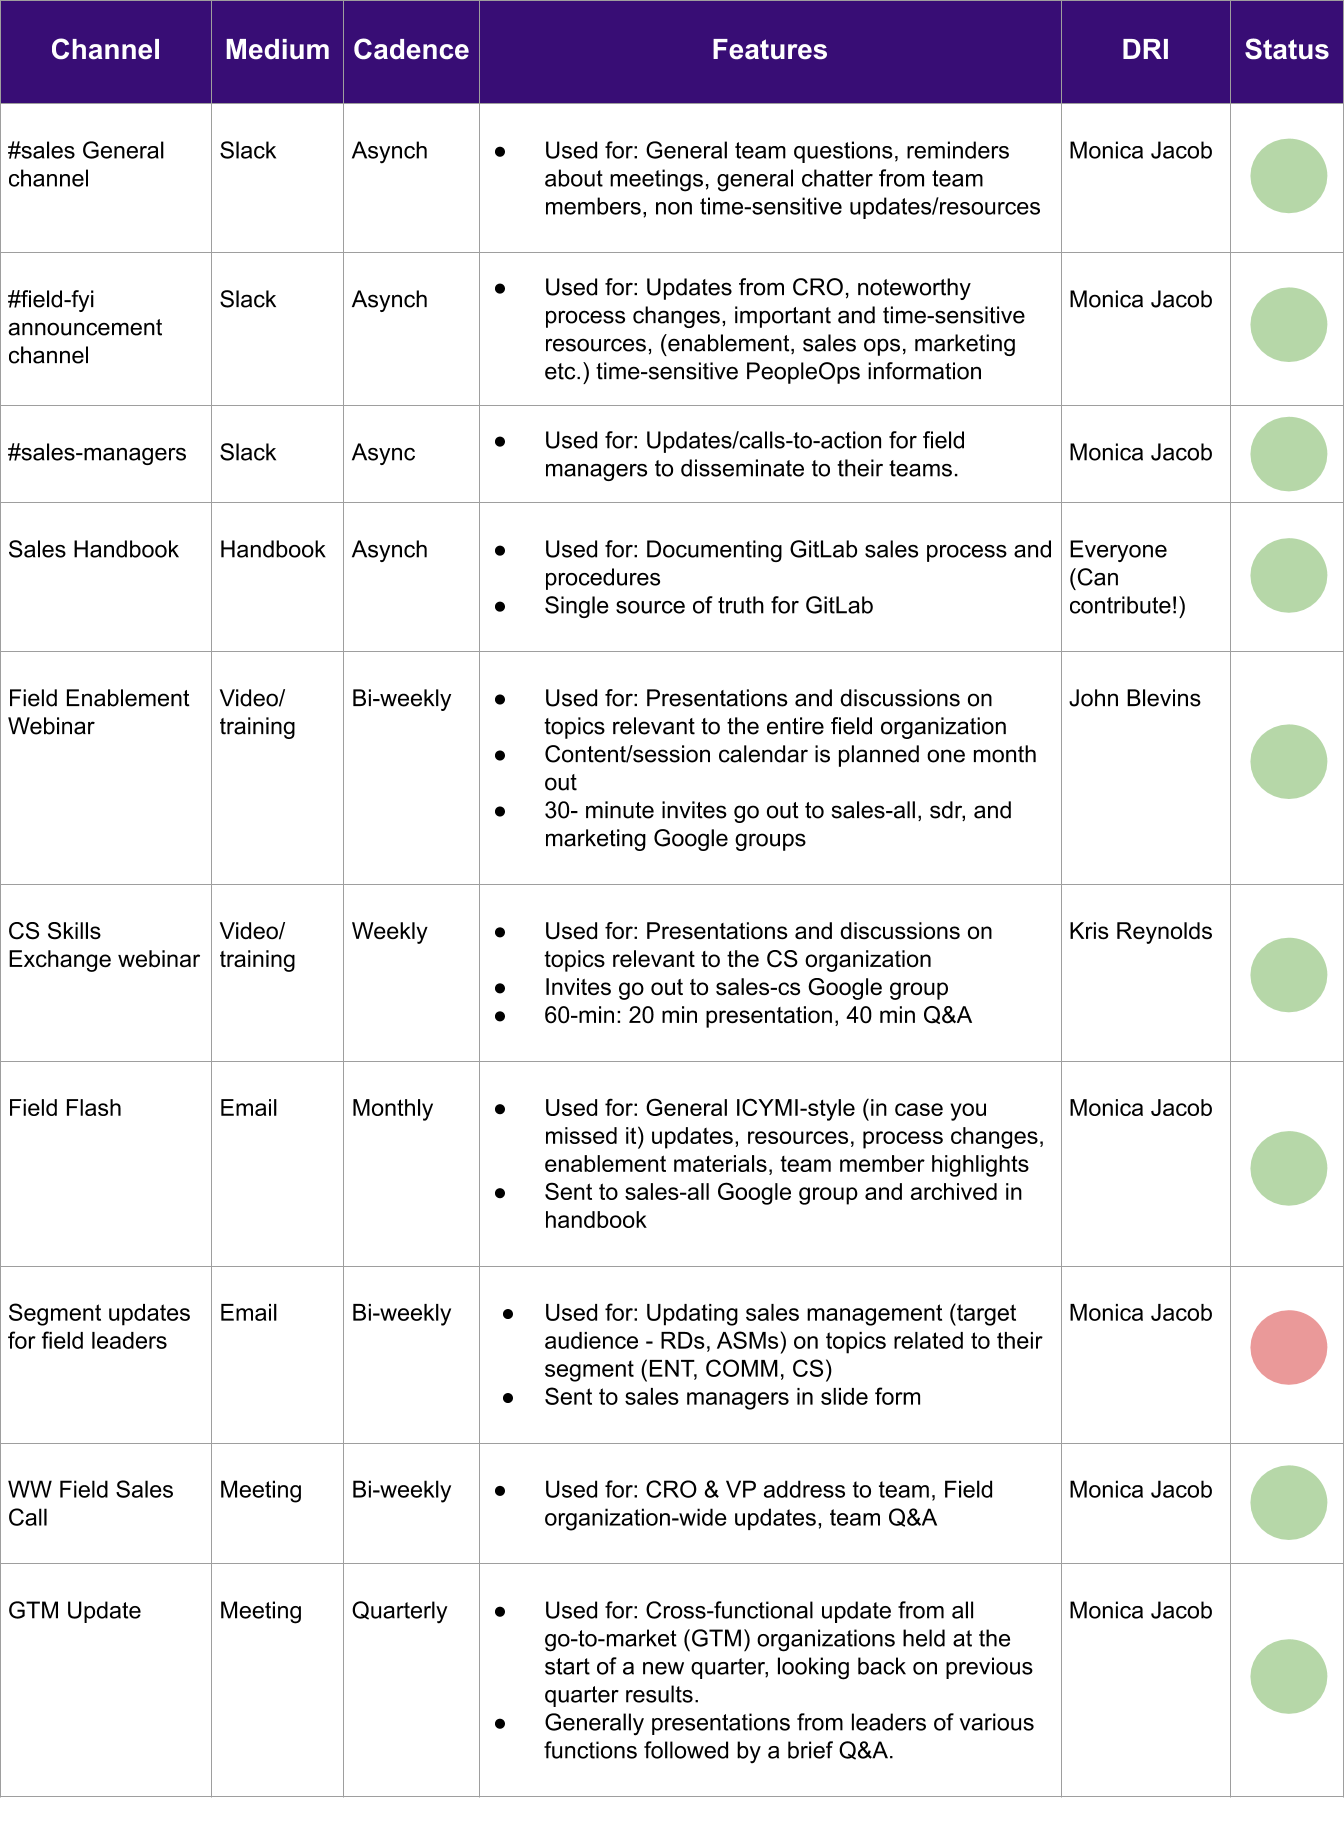 Channel Medium Cadence Features DRI Status
#sales General channel
Slack
Asynch
● Used for: General team questions, reminders
about meetings, general chatter from team
members, non time-sensitive updates/resources
Monica Jacob
#field-fyi
announcement
channel
Slack
Asynch
● Used for: Updates from CRO, noteworthy
process changes, important and time-sensitive
resources, (enablement, sales ops, marketing
etc.) time-sensitive PeopleOps information
Monica Jacob
#sales-managers
Slack
Async
● Used for: Updates/calls-to-action for field
managers to disseminate to their teams.
Monica Jacob
Sales Handbook
Handbook
Asynch
● Used for: Documenting GitLab sales process and
procedures
● Single source of truth for GitLab
Everyone
(Can
contribute!)
Field Enablement
Webinar
Video/
training
Bi-weekly
● Used for: Presentations and discussions on
topics relevant to the entire field organization
● Content/session calendar is planned one month
out
● 30- minute invites go out to sales-all, sdr, and
marketing Google groups
John Blevins
CS Skills
Exchange webinar
Video/
training
Weekly
● Used for: Presentations and discussions on
topics relevant to the CS organization
● Invites go out to sales-cs Google group
● 60-min: 20 min presentation, 40 min Q&A
Kris Reynolds
Field Flash
Email
Monthly
● Used for: General ICYMI-style (in case you
missed it) updates, resources, process changes,
enablement materials, team member highlights
● Sent to sales-all Google group and archived in
handbook
Monica Jacob
Segment updates
for field leaders
Email
Bi-weekly
● Used for: Updating sales management (target
audience - RDs, ASMs) on topics related to their
segment (ENT, COMM, CS)
● Sent to sales managers in slide form
Monica Jacob
WW Field Sales
Call
Meeting
Bi-weekly
● Used for: CRO & VP address to team, Field
organization-wide updates, team Q&A
Monica Jacob
GTM Update
Meeting
Quarterly
● Used for: Cross-functional update from all
go-to-market (GTM) organizations held at the
start of a new quarter, looking back on previous
quarter results.
● Generally presentations from leaders of various
functions followed by a brief Q&A.
Monica Jacob